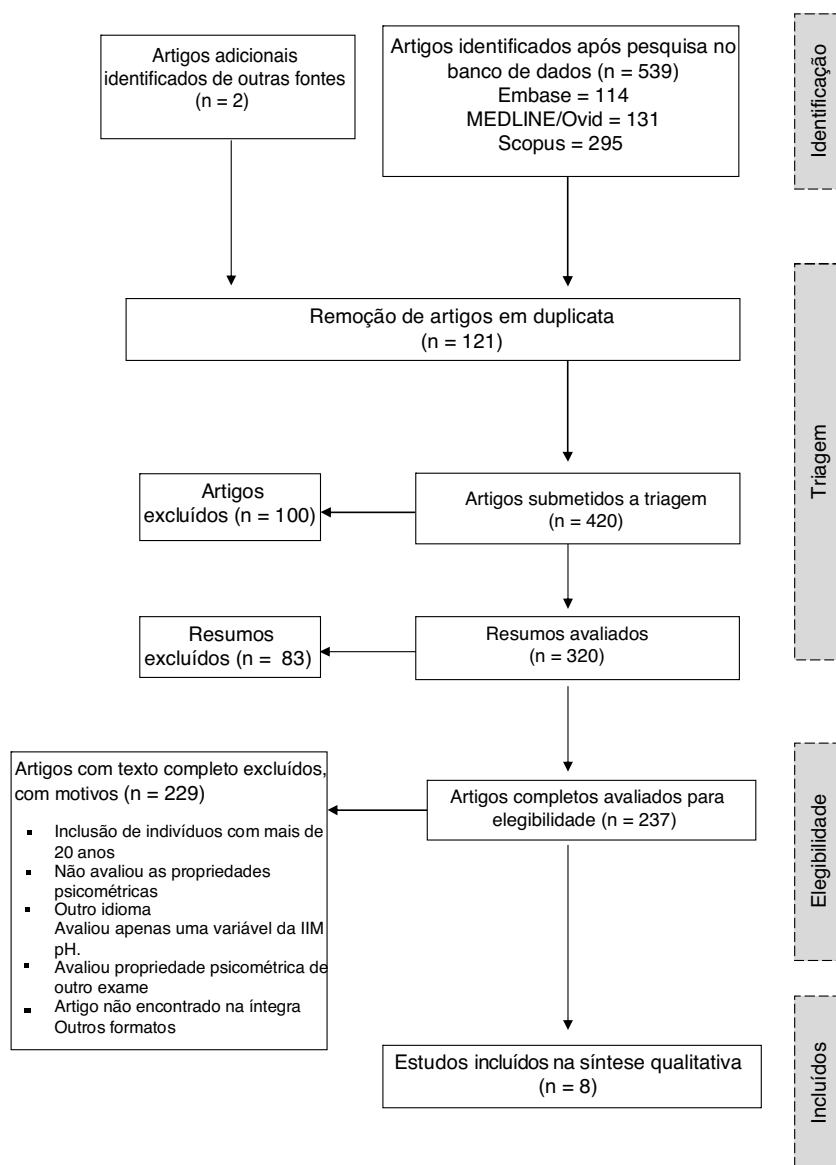 Artigos adicionais
identificados de outras fontes
(n = 2)
Artigos identificados após pesquisa no
banco de dados (n = 539)
Embase = 114
MEDLINE/Ovid = 131
Scopus = 295
Identificação
Remoção de artigos em duplicata
(n = 121)
Triagem
Artigos
excluídos (n = 100)
Artigos submetidos a triagem
(n = 420)
Resumos
excluídos (n = 83)
Resumos avaliados
(n = 320)
Artigos com texto completo excluídos,
com motivos (n = 229)
▪ Inclusão de indivíduos com mais de
20 anos
▪ Não avaliou as propriedades
psicométricas
▪ Outro idioma
Avaliou apenas uma variável da IIM
pH.
▪ Avaliou propriedade psicométrica de
outro exame
▪ Artigo não encontrado na íntegra
Outros formatos
Artigos completos avaliados para
elegibilidade (n = 237)
Elegibilidade
Estudos incluídos na síntese qualitativa
(n = 8)
Incluídos